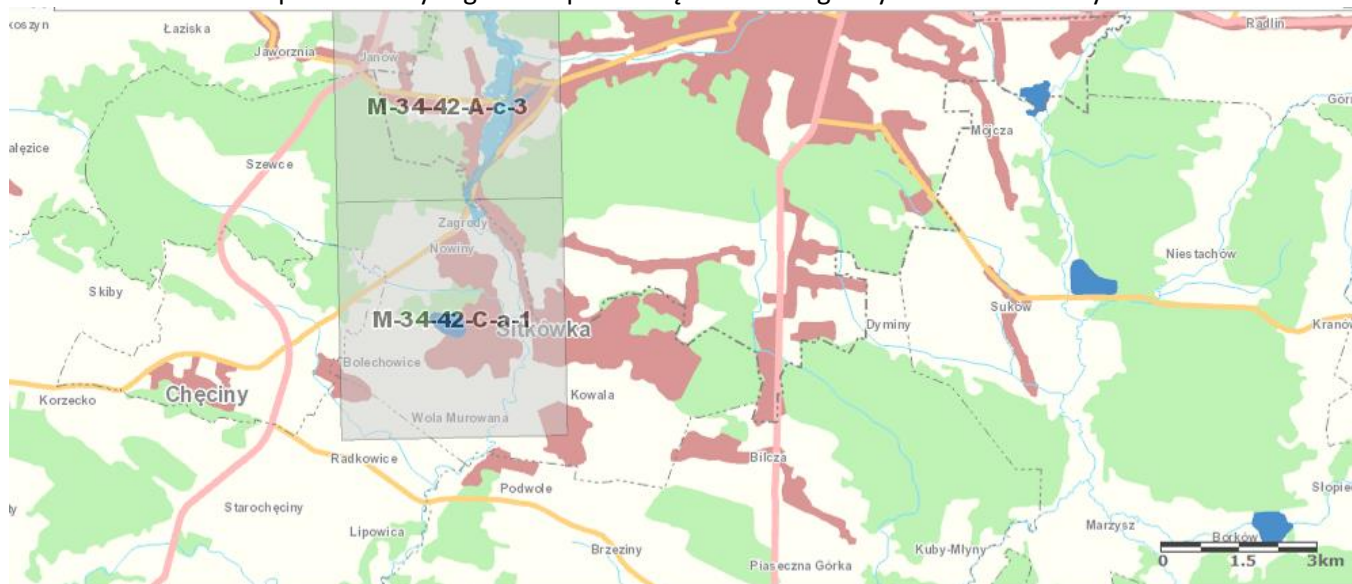 Łaziska
Radlin
Jaworznia
Janów
M-34-42-A-c-3
Mójcza
Szewce
Zagrody
Nowiny
Niestachów
Skiby
Suków
M-34-42-C-a-1
Sitkówka
Dyminy
Bolechowice
Chęciny
Korzecko
Kowala
Wola Murowana
Radkowice
Bilcza
Podwole
Starochęciny
Marzysz
Lipowica
Borków
Brzeziny
Kuby-Młyny
0 1.5 3km
Piaseczna Górka